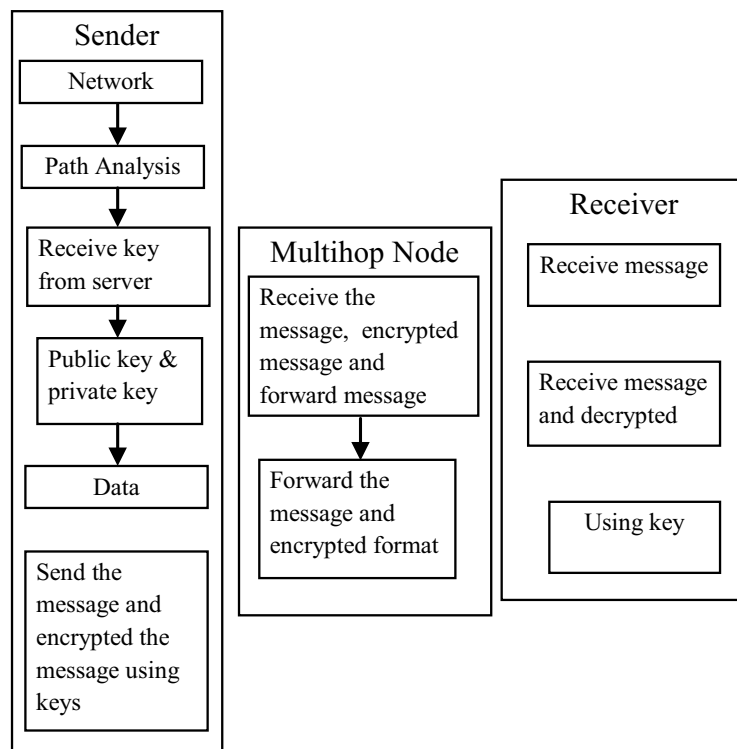 Sender
Network
Path Analysis
Receive key
from server
Public key &
private key
Data
Send the
message and
encrypted the
message using
keys
Multihop Node
Receive the
message, encrypted
message and
forward message
Forward the
message and
encrypted format
Receiver
Receive message
Receive message
and decrypted
Using key